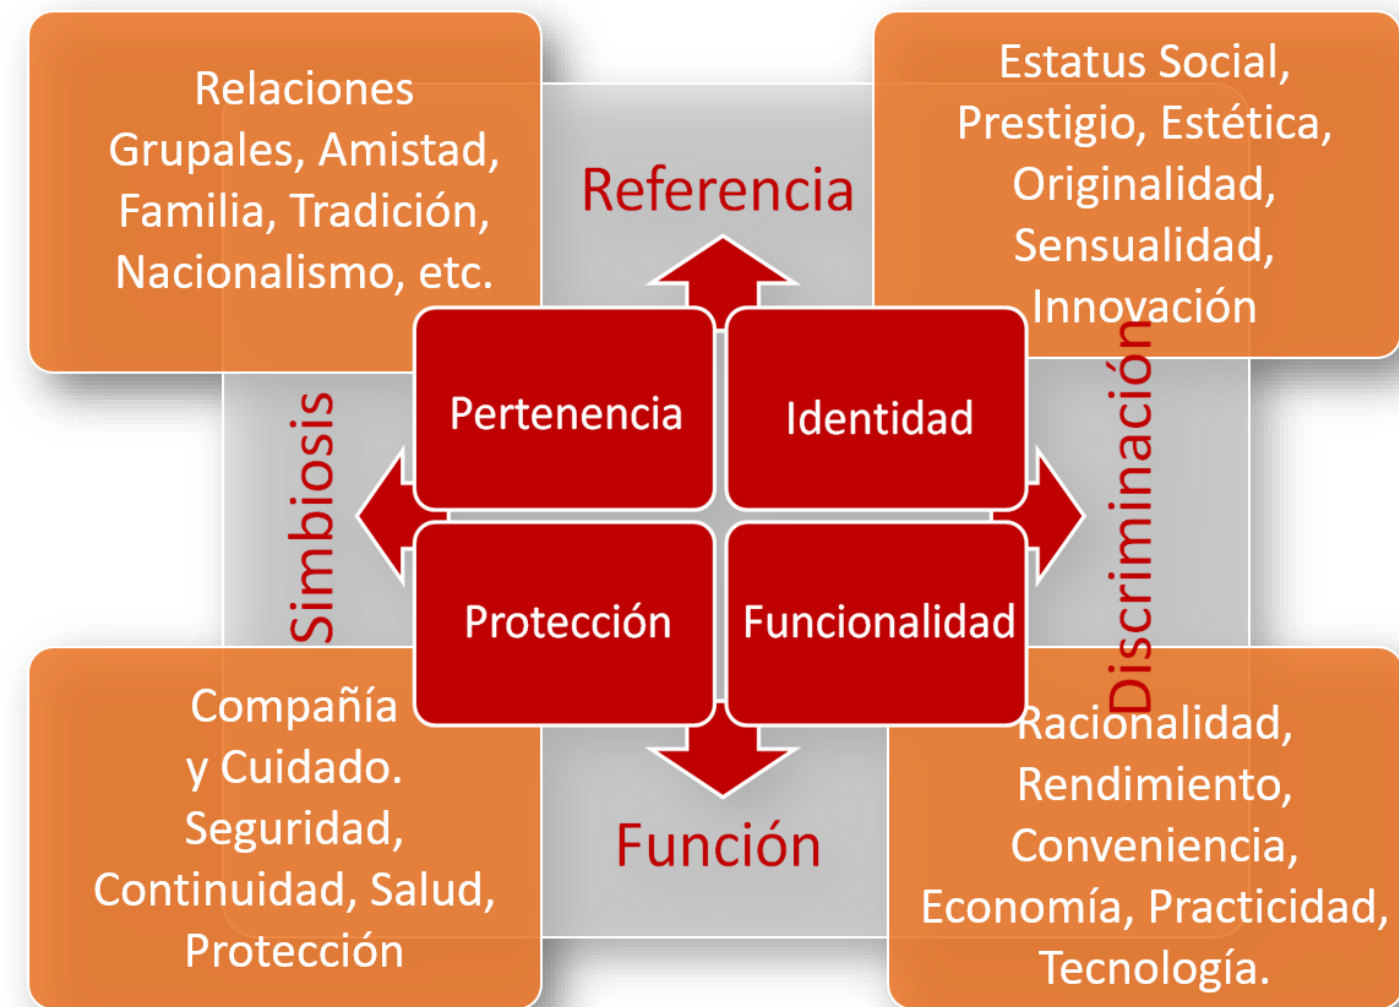 Relaciones
Grupales, Amistad,
Familia, Tradición,
Nacionalismo, etc.
Referencia
Estatus Social,
Prestigio, Estética,
Originalidad,
Sensualidad,
Innovación
Simbiosis
Pertenencia
Identidad
Discriminación
Protección
Funcionalidad
Compañía
y Cuidado.
Seguridad,
Continuidad, Salud,
Protección
Función
Racionalidad,
Rendimiento,
Conveniencia,
Economía, Practicidad,
Tecnología.